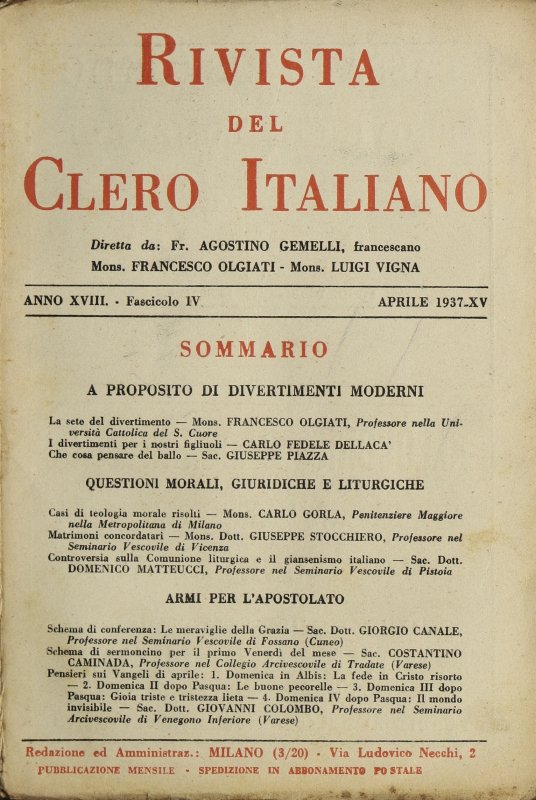 RIVISTA
DEL
CLERO ITALIANO
Diretta da: Fr. AGOSTINO GEMELLI, francescano
Mons. FRANCESCO OLGIATI - Mons. LUIGI VIGNA
ANNO XVIII. - Fascicolo IV APRILE 1937-XV
SOMMARIO
A PROPOSITO DI DIVERTIMENTI MODERNI
La sete del divertimento — Mons. FRANCESCO OLGIATI, Professore nella Uni-
versità Cattolica del S. Cuore
I divertimenti per i nostri figliuoli — CARLO FEDELE DELLACA'
Che cosa pensare del ballo — Sac. GIUSEPPE PIAZZA
QUESTIONI MORALI, GIURIDICHE E LITURGICHE
Casi di teologia morale risolti — Mons. CARLO GORLA, Penitenziere Maggiore
nella Metropolitana di Milano
Matrimoni concordatari — Mons. Dott. GIUSEPPE STOCCHIERO, Professore nel
Seminario Vescovile di Vicenza
Controversia sulla Comunione liturgica e il giansenismo italiano — Sac. Dott.
DOMENICO MATTEUCCI, Professore nel Seminario Vescovile di Pistoia
ARMI PER L'APOSTOLATO
Schema di conferenza: Le meraviglie della Grazia — Sac. Dott. GIORGIO CANALE,
Professore nel Seminario Vescovile di Fossano (Cuneo)
Schema di sermoncino per il primo Venerdì del mese — Sac. COSTANTINO
CAMINADA, Professore nel Collegio Arcivescovile di Tradate (Varese)
Pensieri sui Vangeli di aprile: 1. Domenica in Albis: La fede in Cristo risorto
— 2. Domenica II dopo Pasqua: Le buone pecorelle — 3. Domenica III dopo
Pasqua: Gioia triste e tristezza lieta — 4. Domenica IV dopo Pasqua: Il mondo
invisibile — Sac. Dott. GIOVANNI COLOMBO, Professore nel Seminario
Arcivescovile di Venegono Inferiore (Varese)
Redazione ed Amministraz.: MILANO (3/20) - Via Ludovico Necchi, 2
PUBBLICAZIONE MENSILE - SPEDIZIONE IN ABBONAMENTO POSTALE